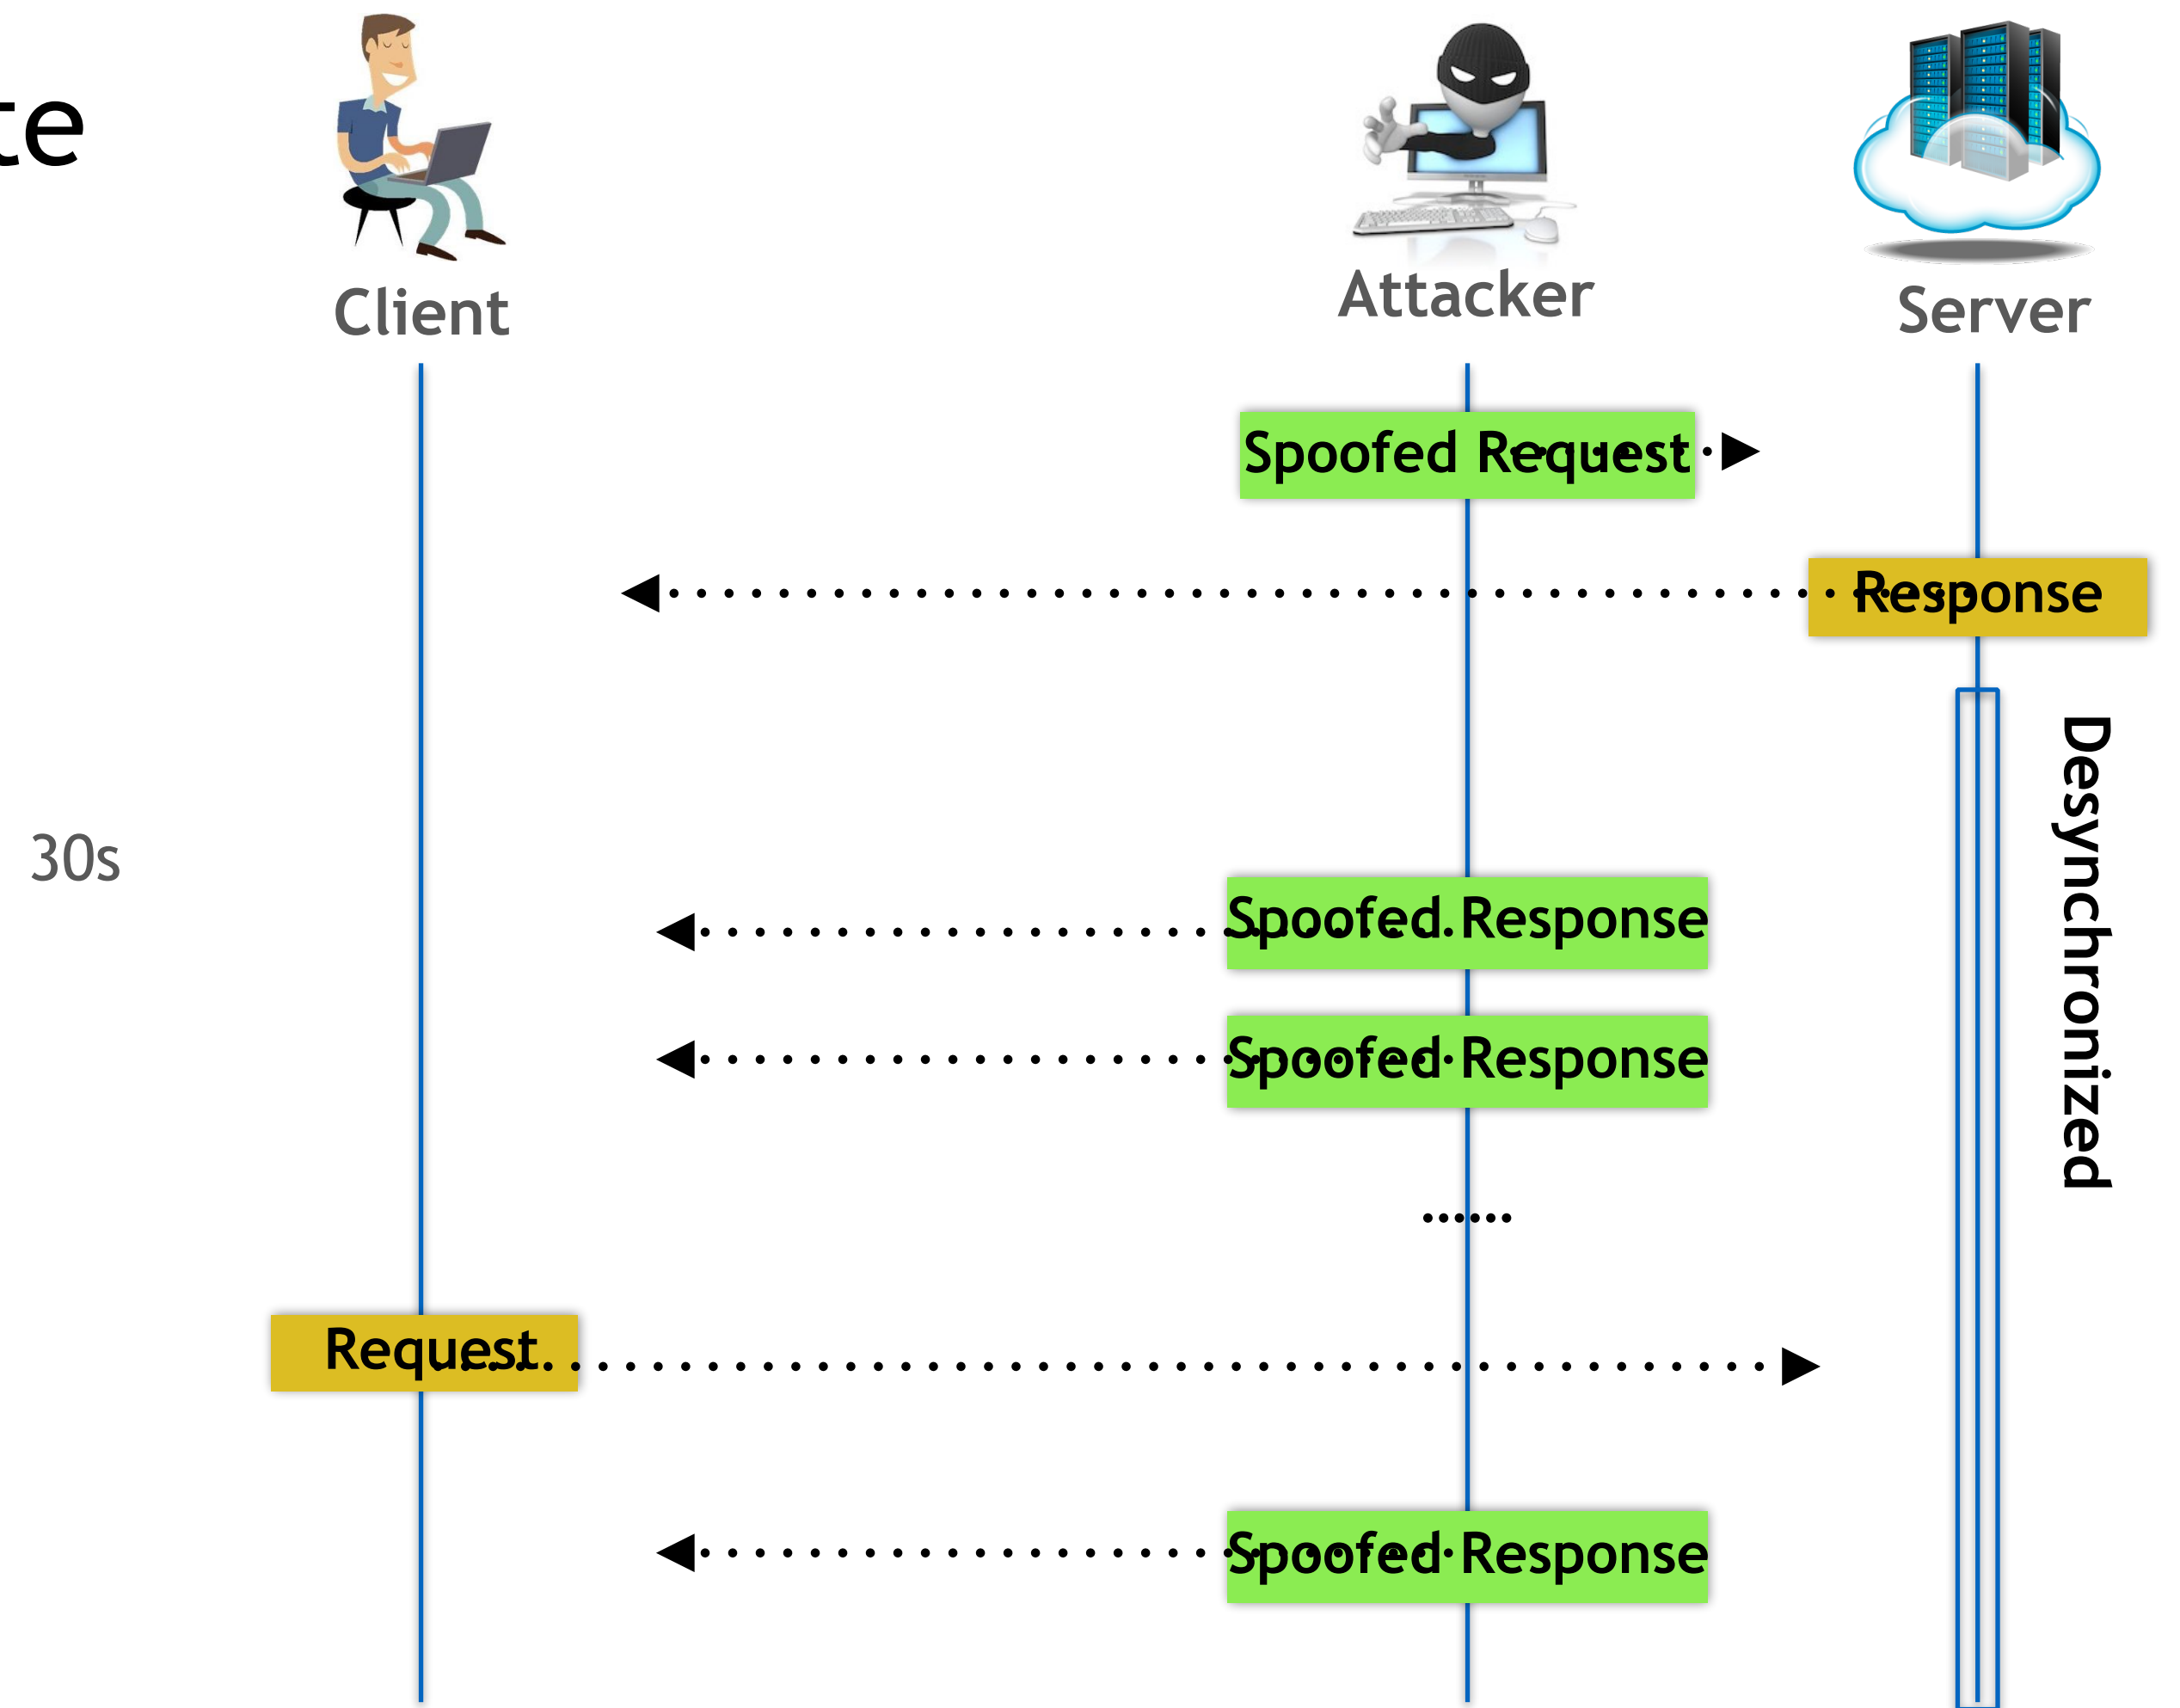 te
Client
Attacker
Server
Spoofed Request
Response
Desynchronized
30s
Spoofed Response
Spoofed Response
......
Request
Spoofed Response